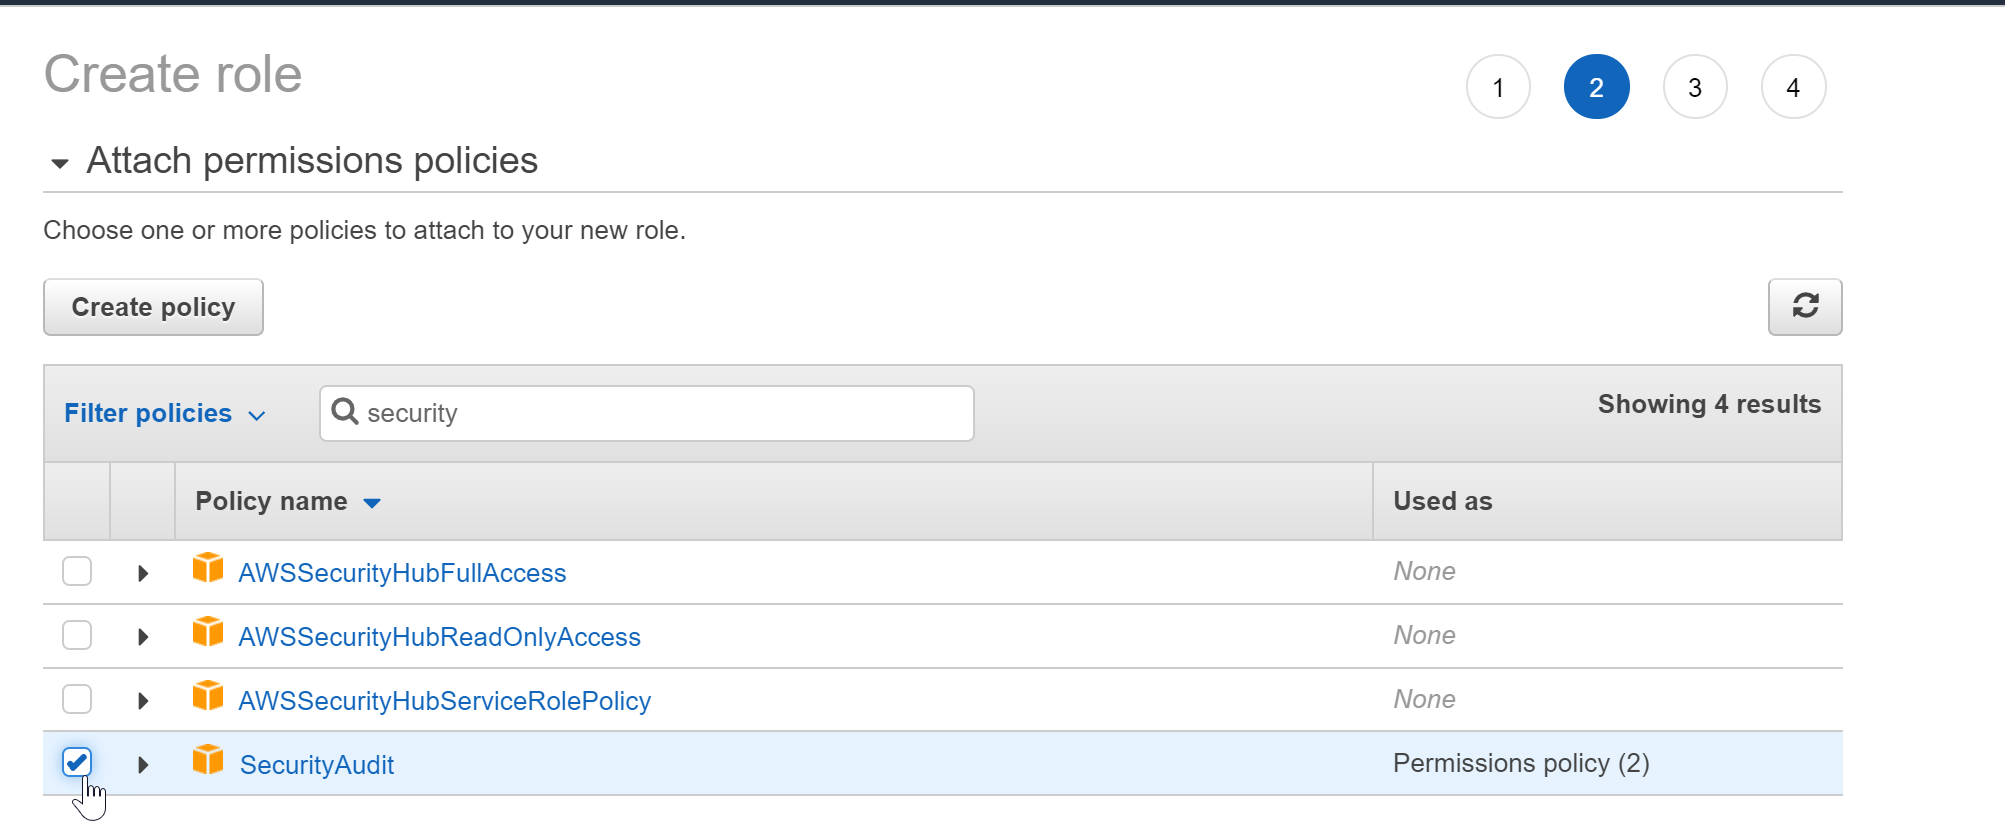 Create role
1 2 3 4
Attach permissions policies
Choose one or more policies to attach to your new role.
Create policy
Filter policies security Showing 4 results
Policy name Used as
AWSSecurityHubFullAccess None
AWSSecurityHubReadOnlyAccess None
AWSSecurityHubServiceRolePolicy None
SecurityAudit Permissions policy (2)